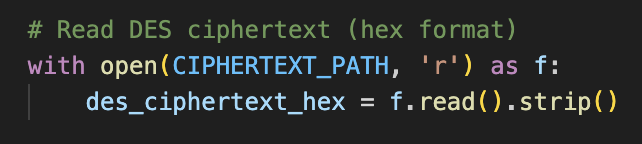 # Read DES ciphertext (hex format)
with open(CIPHERTEXT_PATH, 'r') as f:
    des_ciphertext_hex = f.read().strip()